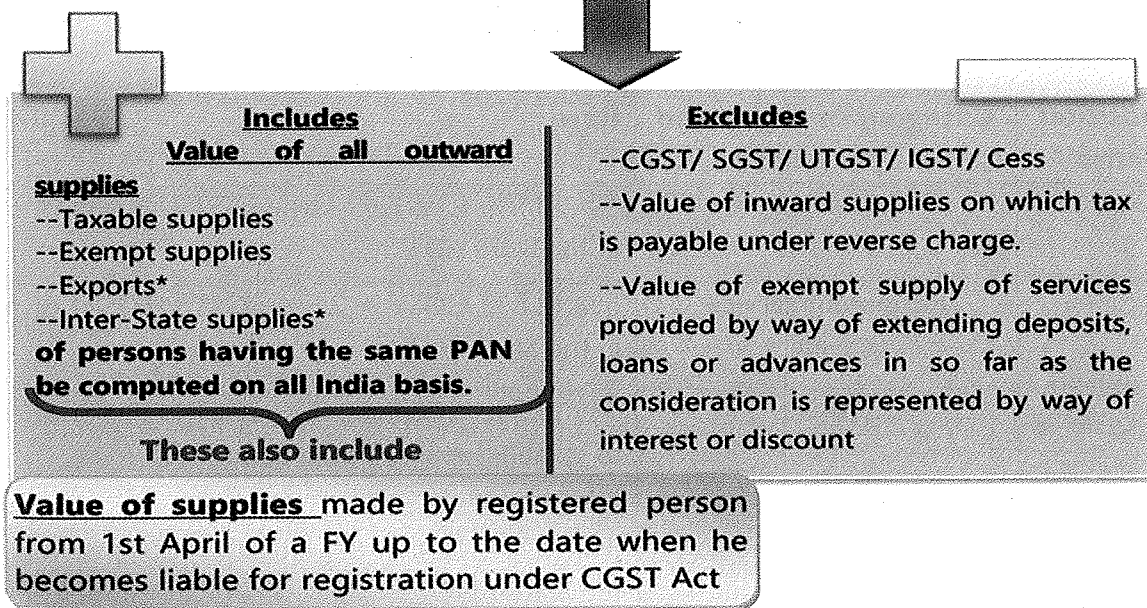 Includes
Value of all outward
supplies
--Taxable supplies
--Exempt supplies
--Exports*
--Inter-State supplies*
of persons having the same PAN
be computed on all India basis.
These also include
Value of supplies made by registered person
from 1st April of a FY up to the date when he
becomes liable for registration under CGST Act
Excludes
--CGST/ SGST/ UTGST/ IGST/ Cess
--Value of inward supplies on which tax
is payable under reverse charge.
--Value of exempt supply of services
provided by way of extending deposits,
loans or advances in so far as the
consideration is represented by way of
interest or discount